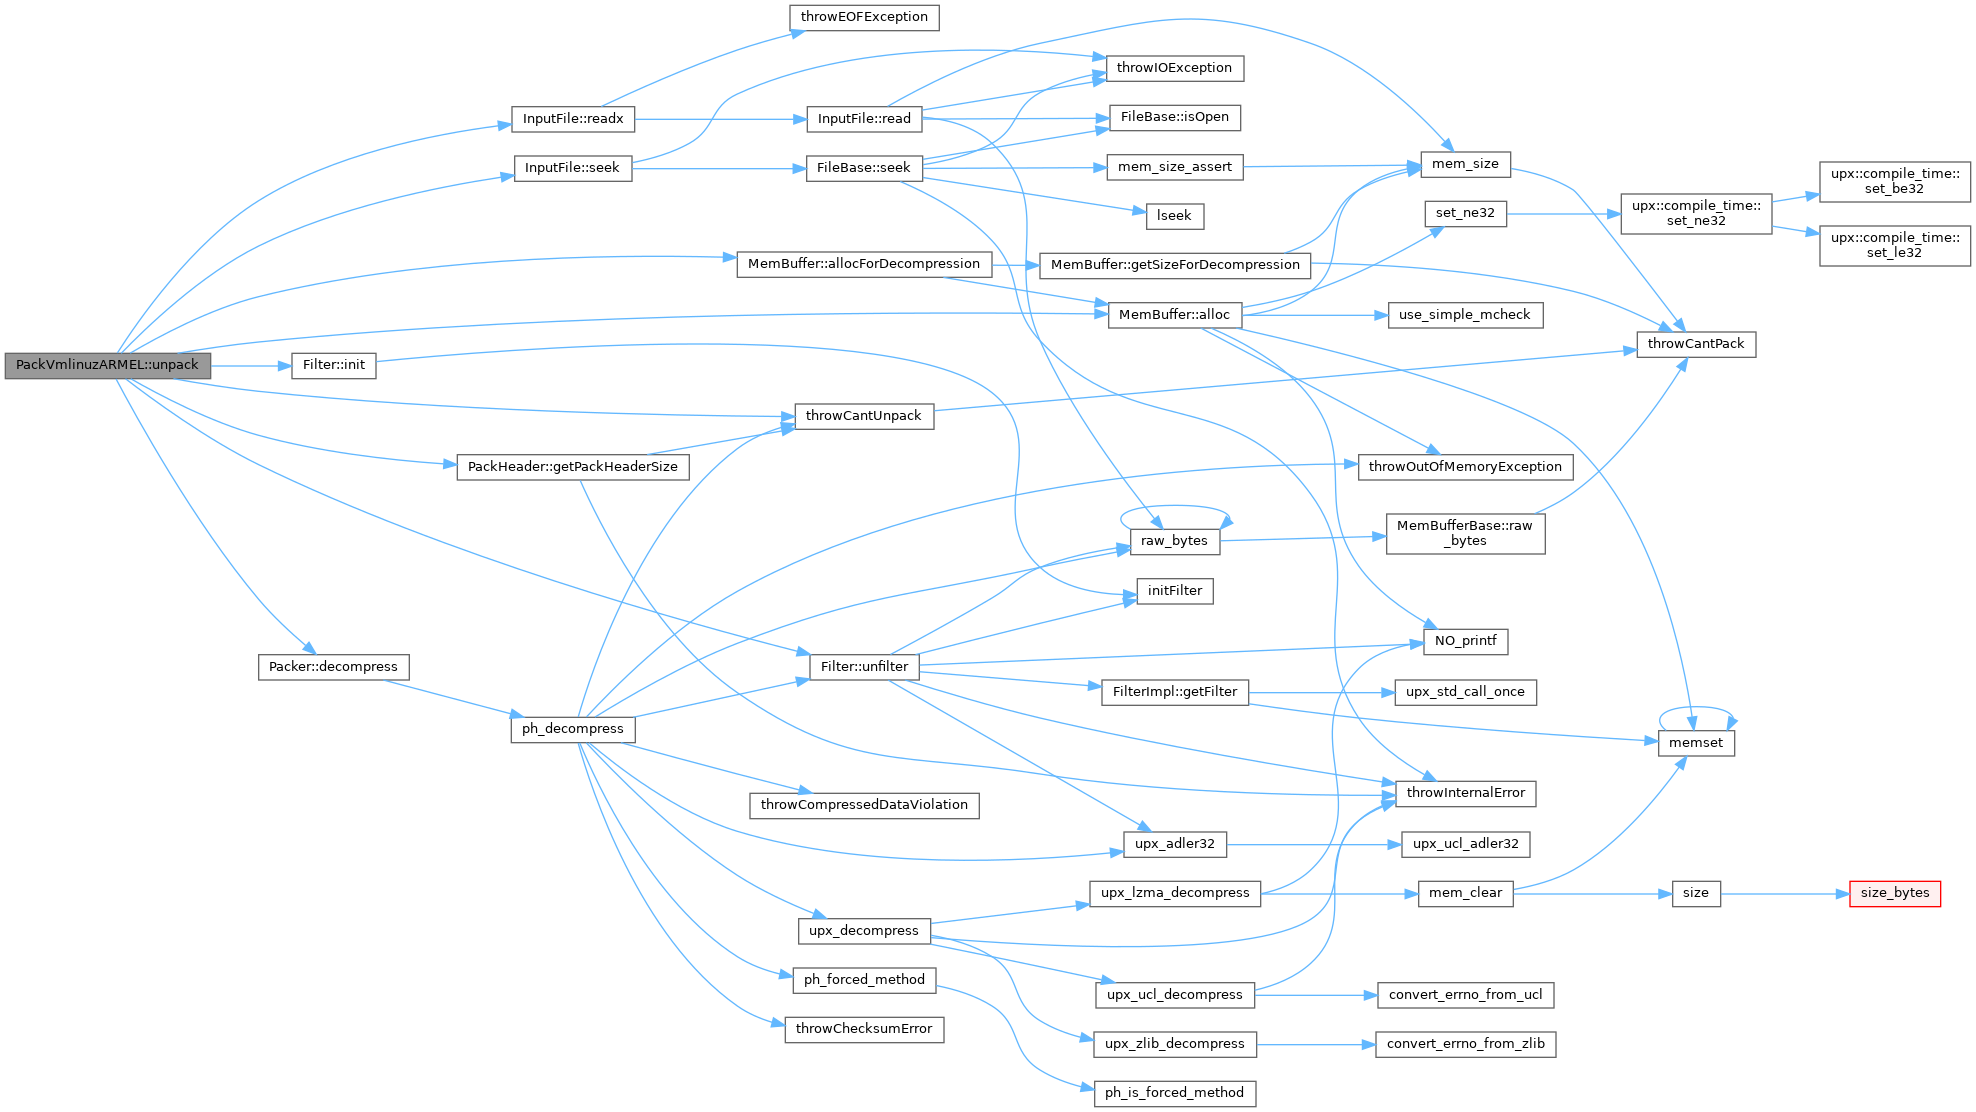 throwEOFException
throwIOException
InputFile::readx
InputFile::read
FileBase::isOpen
InputFile::seek
FileBase::seek
mem_size_assert
mem_size
upx::compile_time::
set_be32
lseek
set_ne32
upx::compile_time::
set_ne32
upx::compile_time::
set_le32
MemBuffer::allocForDecompression
MemBuffer::getSizeForDecompression
MemBuffer::alloc
use_simple_mcheck
throwCantPack
PackVmlinuzARMEL::unpack
Filter::init
throwCantUnpack
PackHeader::getPackHeaderSize
throwOutOfMemoryException
raw_bytes
MemBufferBase::raw
_bytes
initFilter
NO_printf
Packer::decompress
Filter::unfilter
FilterImpl::getFilter
upx_std_call_once
ph_decompress
memset
throwCompressedDataViolation
throwInternalError
upx_adler32
upx_ucl_adler32
upx_lzma_decompress
mem_clear
size
size_bytes
upx_decompress
ph_forced_method
upx_ucl_decompress
convert_errno_from_ucl
throwChecksumError
upx_zlib_decompress
convert_errno_from_zlib
ph_is_forced_method